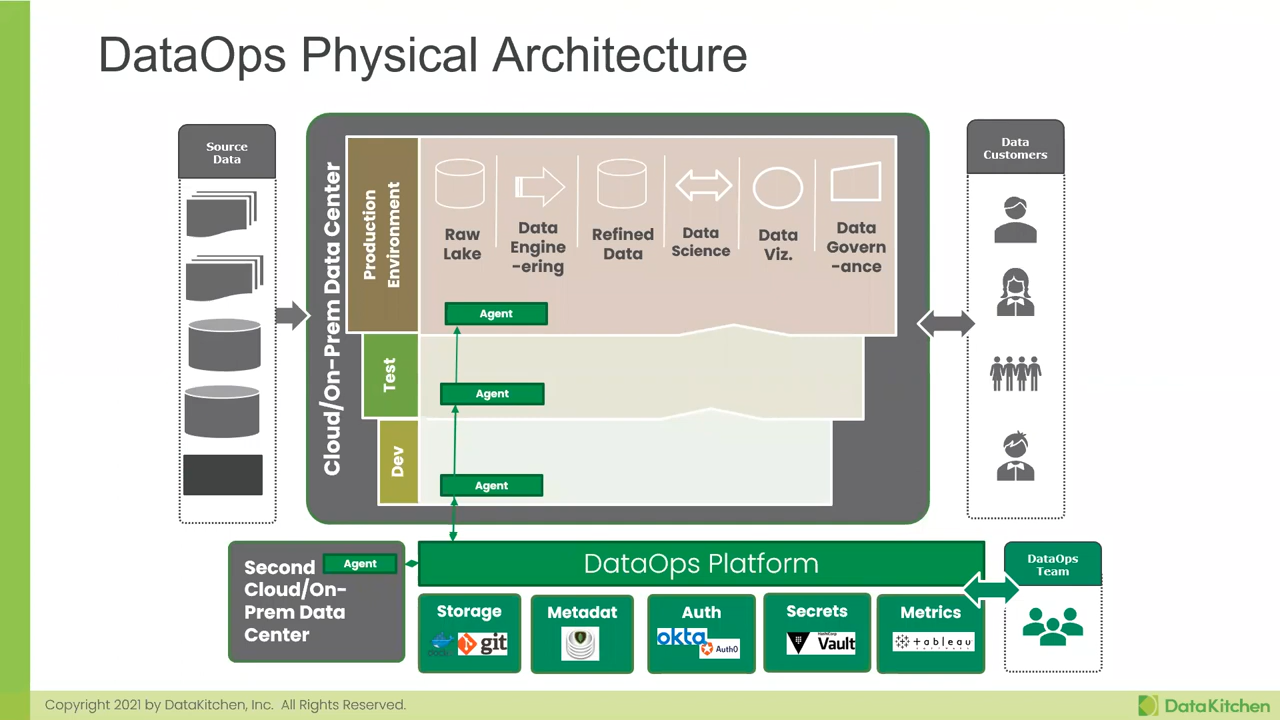 DataOps Physical Architecture
Source
Data
Cloud/On-Prem Data Center
Production
Environment
Raw
Lake
Data
Engine
-ering
Refined
Data
Data
Science
Data
Viz.
Data
Govern
-ance
Agent
Test
Agent
Dev
Agent
Data
Customers
Second
Cloud/On-
Prem Data
Center
Agent
DataOps Platform
DataOps
Team
Storage
git
Metadat
Auth
okta
Auth0
Secrets
HashiCorp
Vault
Metrics
+ a b l e a u
SOFTWARE
Copyright 2021 by DataKitchen, Inc. All Rights Reserved.
DataKitchen